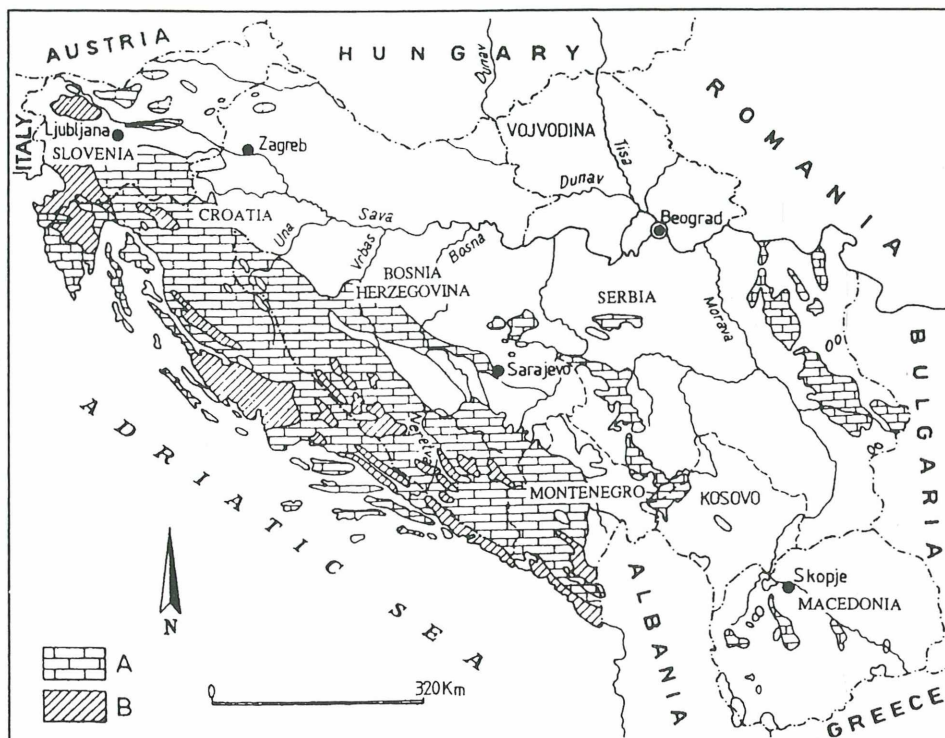 AUSTRIA
HUNGARY
ROMANIA
BULGARIA
GREECE
ALBANIA
ITALY
ADRIATIC SEA
Ljubljana
SLOVENIA
Zagreb
CROATIA
Una
Sava
Vrbas
Bosna
BOSNIA
HERZEGOVINA
Dunav
VOJVODINA
Tisa
Dunav
Beograd
SERBIA
Morava
Sarajevo
Neretva
MONTENEGRO
KOSOVO
Skopje
MACEDONIA
N
A
B
0
320Km